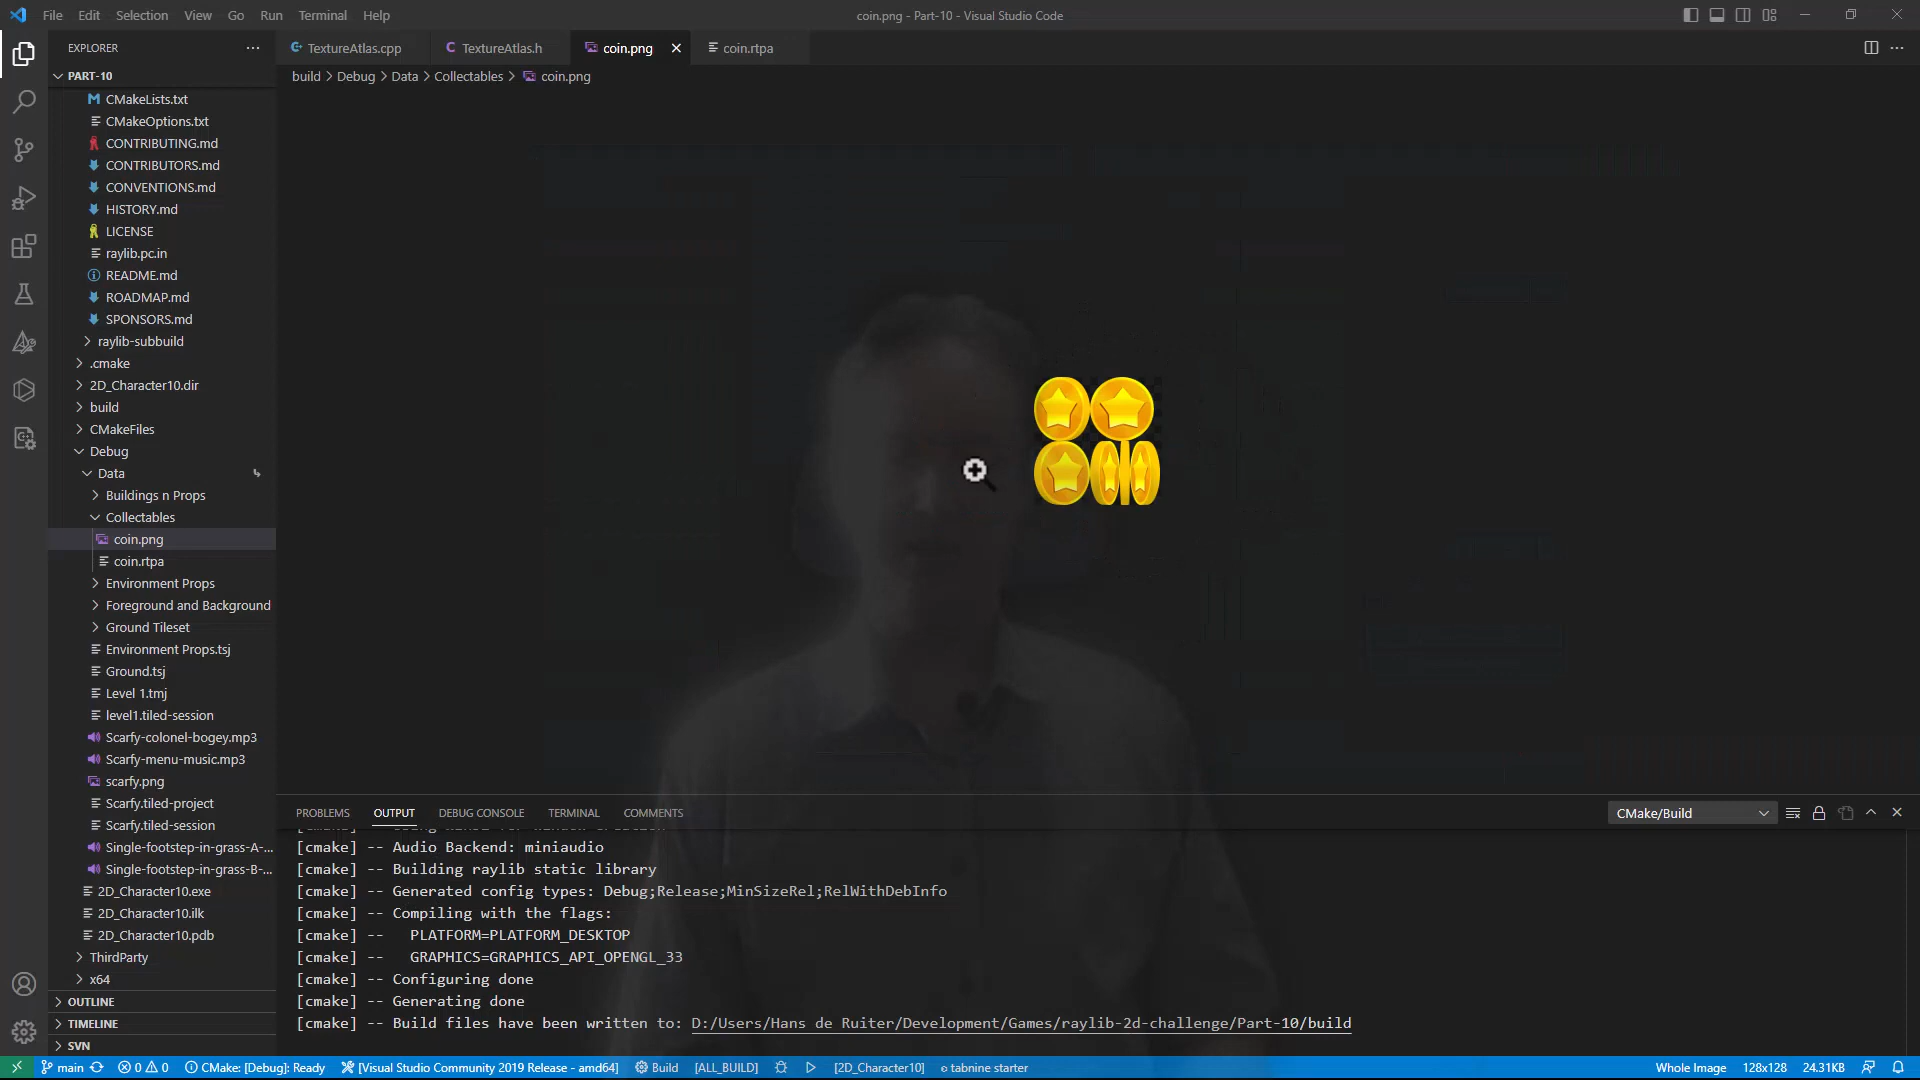 File Edit Selection View Go Run Terminal Help
coin.png - Part-10 - Visual Studio Code
EXPLORER
TextureAtlas.cpp
TextureAtlas.h
coin.png
coin.rtpa
build > Debug > Data > Collectables > coin.png
PART-10
CMakeLists.txt
CMakeOptions.txt
CONTRIBUTING.md
CONTRIBUTORS.md
CONVENTIONS.md
HISTORY.md
LICENSE
raylib.pc.in
README.md
ROADMAP.md
SPONSORS.md
raylib-subbuild
.cmake
2D_Character10.dir
build
CMakeFiles
Debug
Data
Buildings n Props
Collectables
coin.png
coin.rtpa
Environment Props
Foreground and Background
Ground Tileset
Environment Props.tsj
Ground.tsj
Level 1.tmj
level1.tiled-session
Scarfy-colonel-bogey.mp3
Scarfy-menu-music.mp3
scarfy.png
Scarfy.tiled-project
Scarfy.tiled-session
Single-footstep-in-grass-A-...
Single-footstep-in-grass-B-...
2D_Character10.exe
2D_Character10.ilk
2D_Character10.pdb
ThirdParty
x64
OUTLINE
TIMELINE
SVN
PROBLEMS OUTPUT DEBUG CONSOLE TERMINAL COMMENTS
CMake/Build
[cmake] -- Audio Backend: miniaudio
[cmake] -- Building raylib static library
[cmake] -- Generated config types: Debug;Release;MinSizeRel;RelWithDebInfo
[cmake] -- Compiling with the flags:
[cmake] --   PLATFORM=PLATFORM_DESKTOP
[cmake] --   GRAPHICS=GRAPHICS_API_OPENGL_33
[cmake] -- Configuring done
[cmake] -- Generating done
[cmake] -- Build files have been written to: D:/Users/Hans de Ruiter/Development/Games/raylib-2d-challenge/Part-10/build
main 0 0 CMake: [Debug]: Ready [Visual Studio Community 2019 Release - amd64] Build [ALL_BUILD] [2D_Character10] tabnine starter Whole Image 128x128 24.31KB